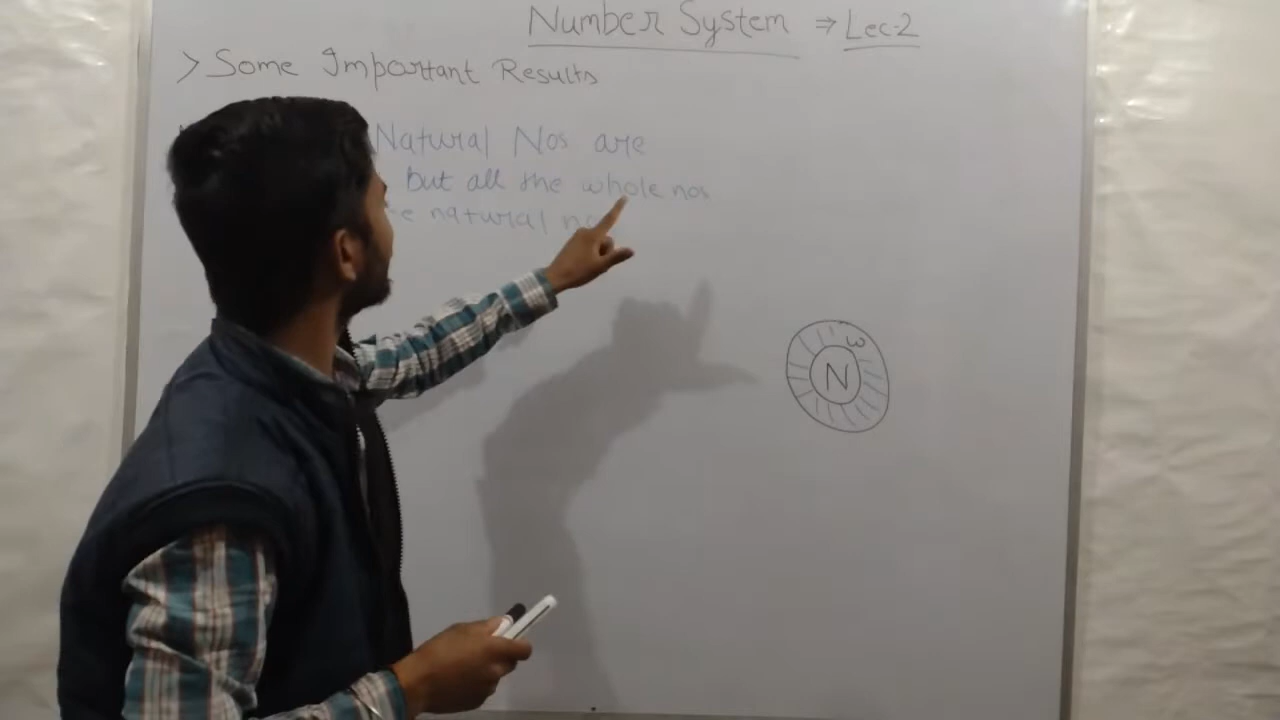 Number System ⇒ Lec-2
> Some Important Results
Natural Nos are
but all the whole nos
natural
W
N